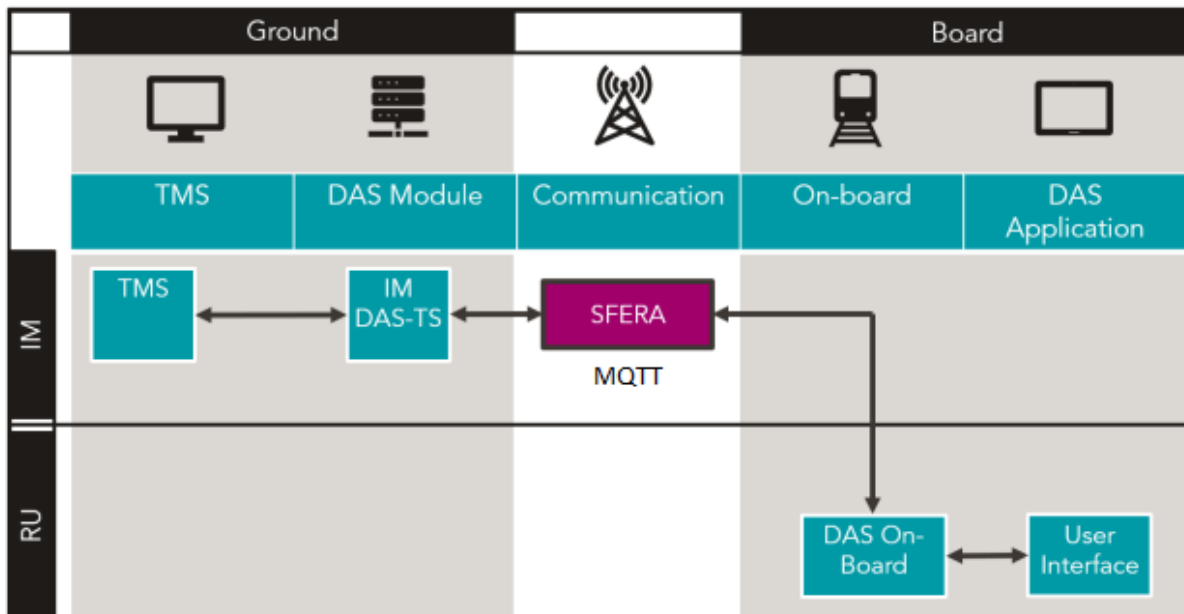 Ground
Board
TMS
DAS Module
Communication
On-board
DAS
Application
IM
TMS
IM
DAS-TS
SFERA
MQTT
RU
DAS On-
Board
User
Interface